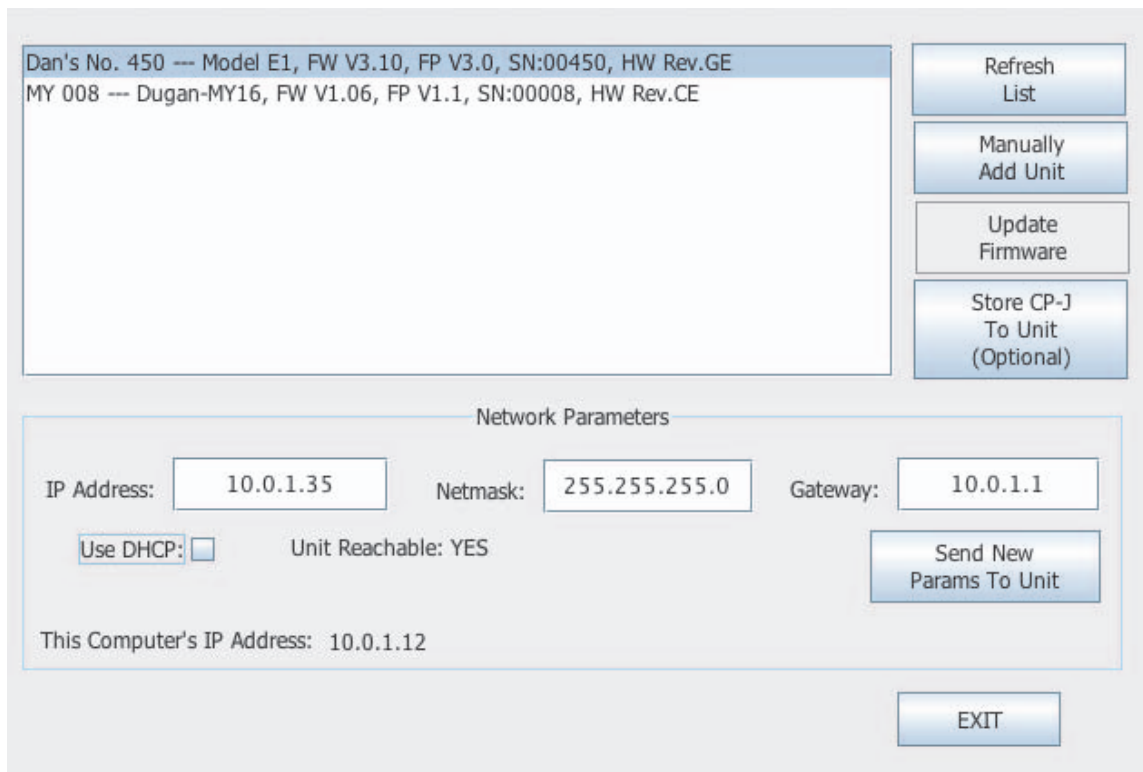 Dan's No. 450 --- Model E1, FW V3.10, FP V3.0, SN:00450, HW Rev.GE
MY 008 --- Dugan-MY16, FW V1.06, FP V1.1, SN:00008, HW Rev.CE
Refresh
List
Manually
Add Unit
Update
Firmware
Store CP-J
To Unit
(Optional)
Network Parameters
IP Address: 10.0.1.35 Netmask: 255.255.255.0 Gateway: 10.0.1.1
Use DHCP: Unit Reachable: YES
Send New
Params To Unit
This Computer's IP Address: 10.0.1.12
EXIT